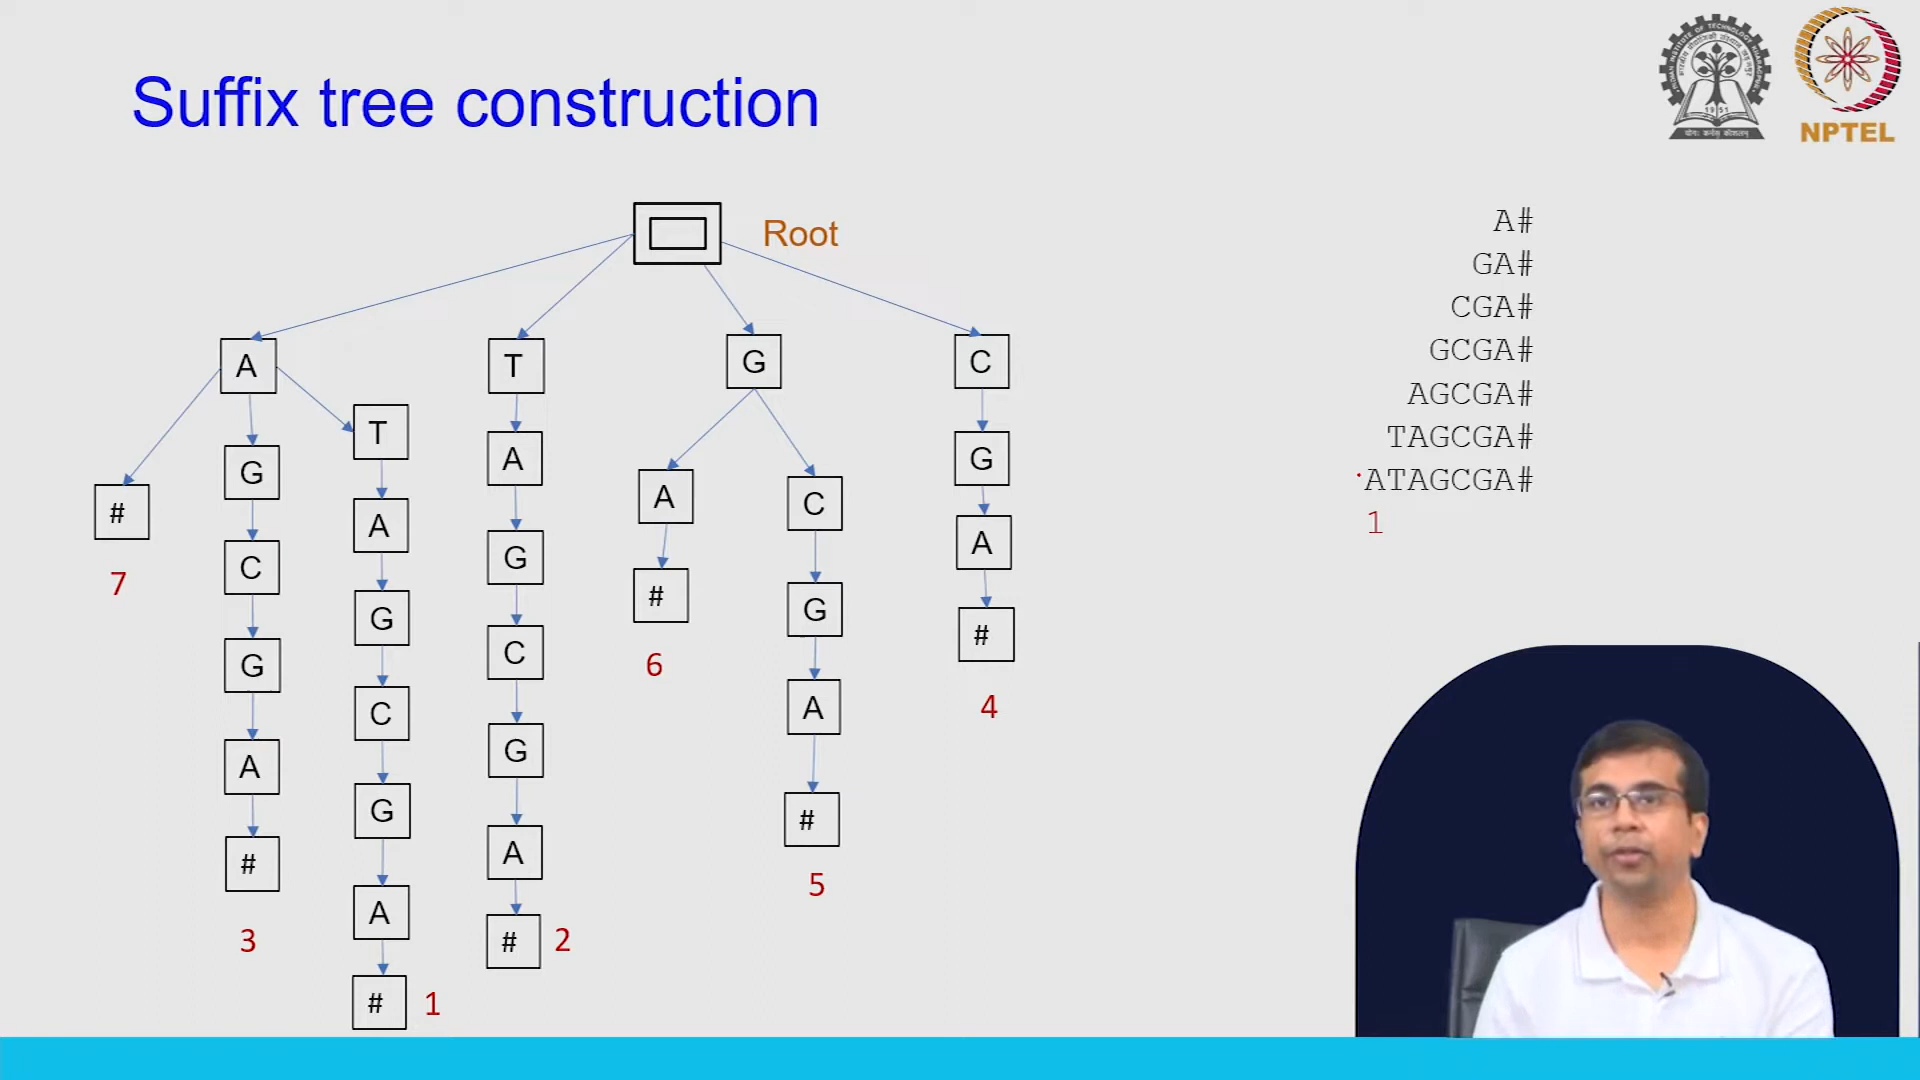 Suffix tree construction
NPTEL
1951
Root
A#
GA#
CGA#
GCGA#
AGCGA#
TAGCGA#
ATAGCGA#
1
A T G C
# G T A A C G
7 C A G # G A
G G C 6 A #
A C G # 4
# G A 5
3 A # 2
# 1